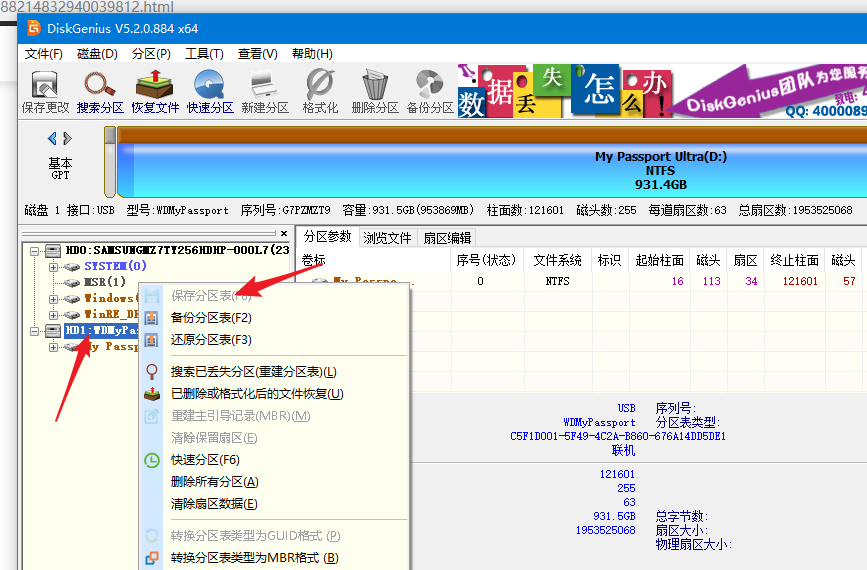 88214832940039812.html
DiskGenius V5.2.0.884 x64
文件(F) 磁盘(D) 分区(P) 工具(T) 查看(V) 帮助(H)
保存更改 搜索分区 恢复文件 快速分区 新建分区 格式化 删除分区 备份分区
数据丢失怎么办!
DiskGenius团队为您服
致电:
QQ: 4000089
基本
GPT
My Passport Ultra(D:)
NTFS
931.4GB
磁盘 1 接口:USB 型号:WDMyPassport 序列号:G7PZMZT9 容量:931.5GB(953869MB) 柱面数:121601 磁头数:255 每道扇区数:63 总扇区数:1953525068
HD0:SAMSUNGMZ7TY256HDHP-000L7(23
SYSTEM(0)
MSR(1)
Windows(
WinRE_DR
HD1:WDMyPas
My Passp
分区参数 浏览文件 扇区编辑
卷标 序号(状态) 文件系统 标识 起始柱面 磁头 扇区 终止柱面 磁头
0 NTFS 16 113 34 121601 57
保存分区表(F8)
备份分区表(F2)
还原分区表(F3)
搜索已丢失分区(重建分区表)(L)
已删除或格式化后的文件恢复(U)
重建主引导记录(MBR)(M)
清除保留扇区(E)
快速分区(F6)
删除所有分区(A)
清除扇区数据(E)
转换分区表类型为GUID格式 (P)
转换分区表类型为MBR格式 (B)
USB 序列号:
WDMyPassport 分区表类型:
C5F1D001-5F49-4C2A-B860-676A14DD5DE1
联机
121601
255
63
931.5GB 总字节数:
1953525068 扇区大小:
物理扇区大小: